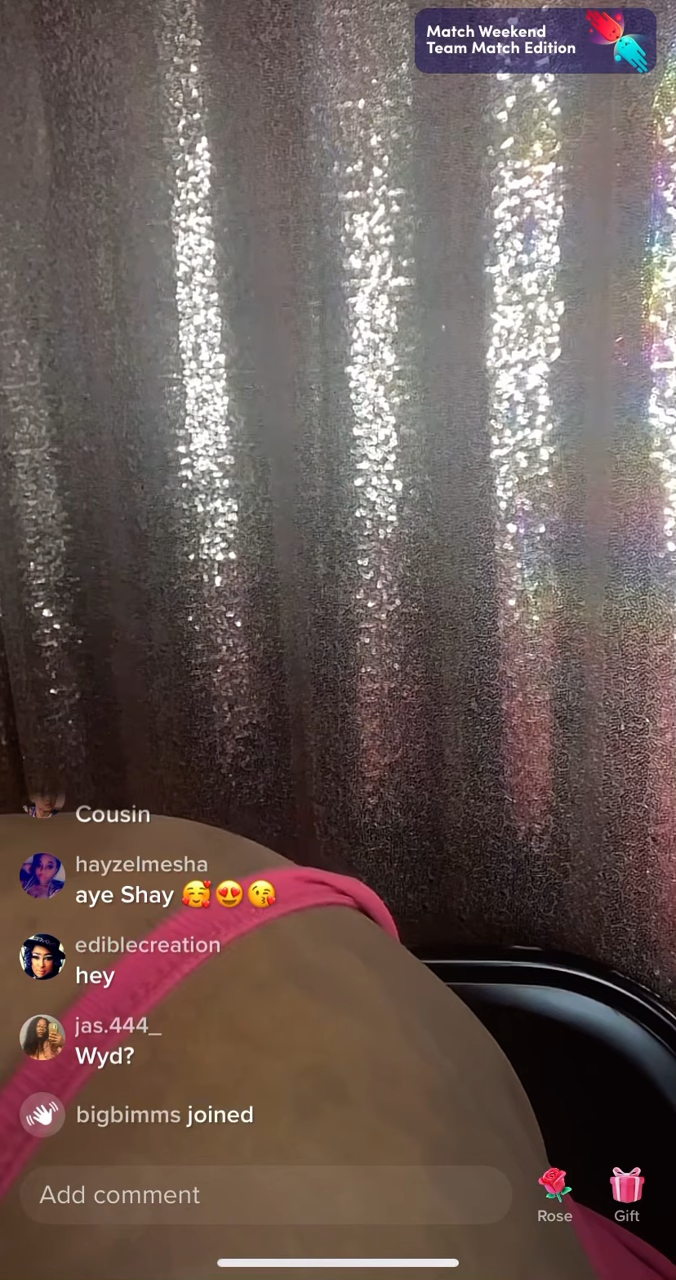 Match Weekend
Team Match Edition
Cousin
hayzelmesha
aye Shay 🥰😍😘
ediblecreation
hey
jas.444_
Wyd?
bigbimms joined
Add comment
Rose
Gift